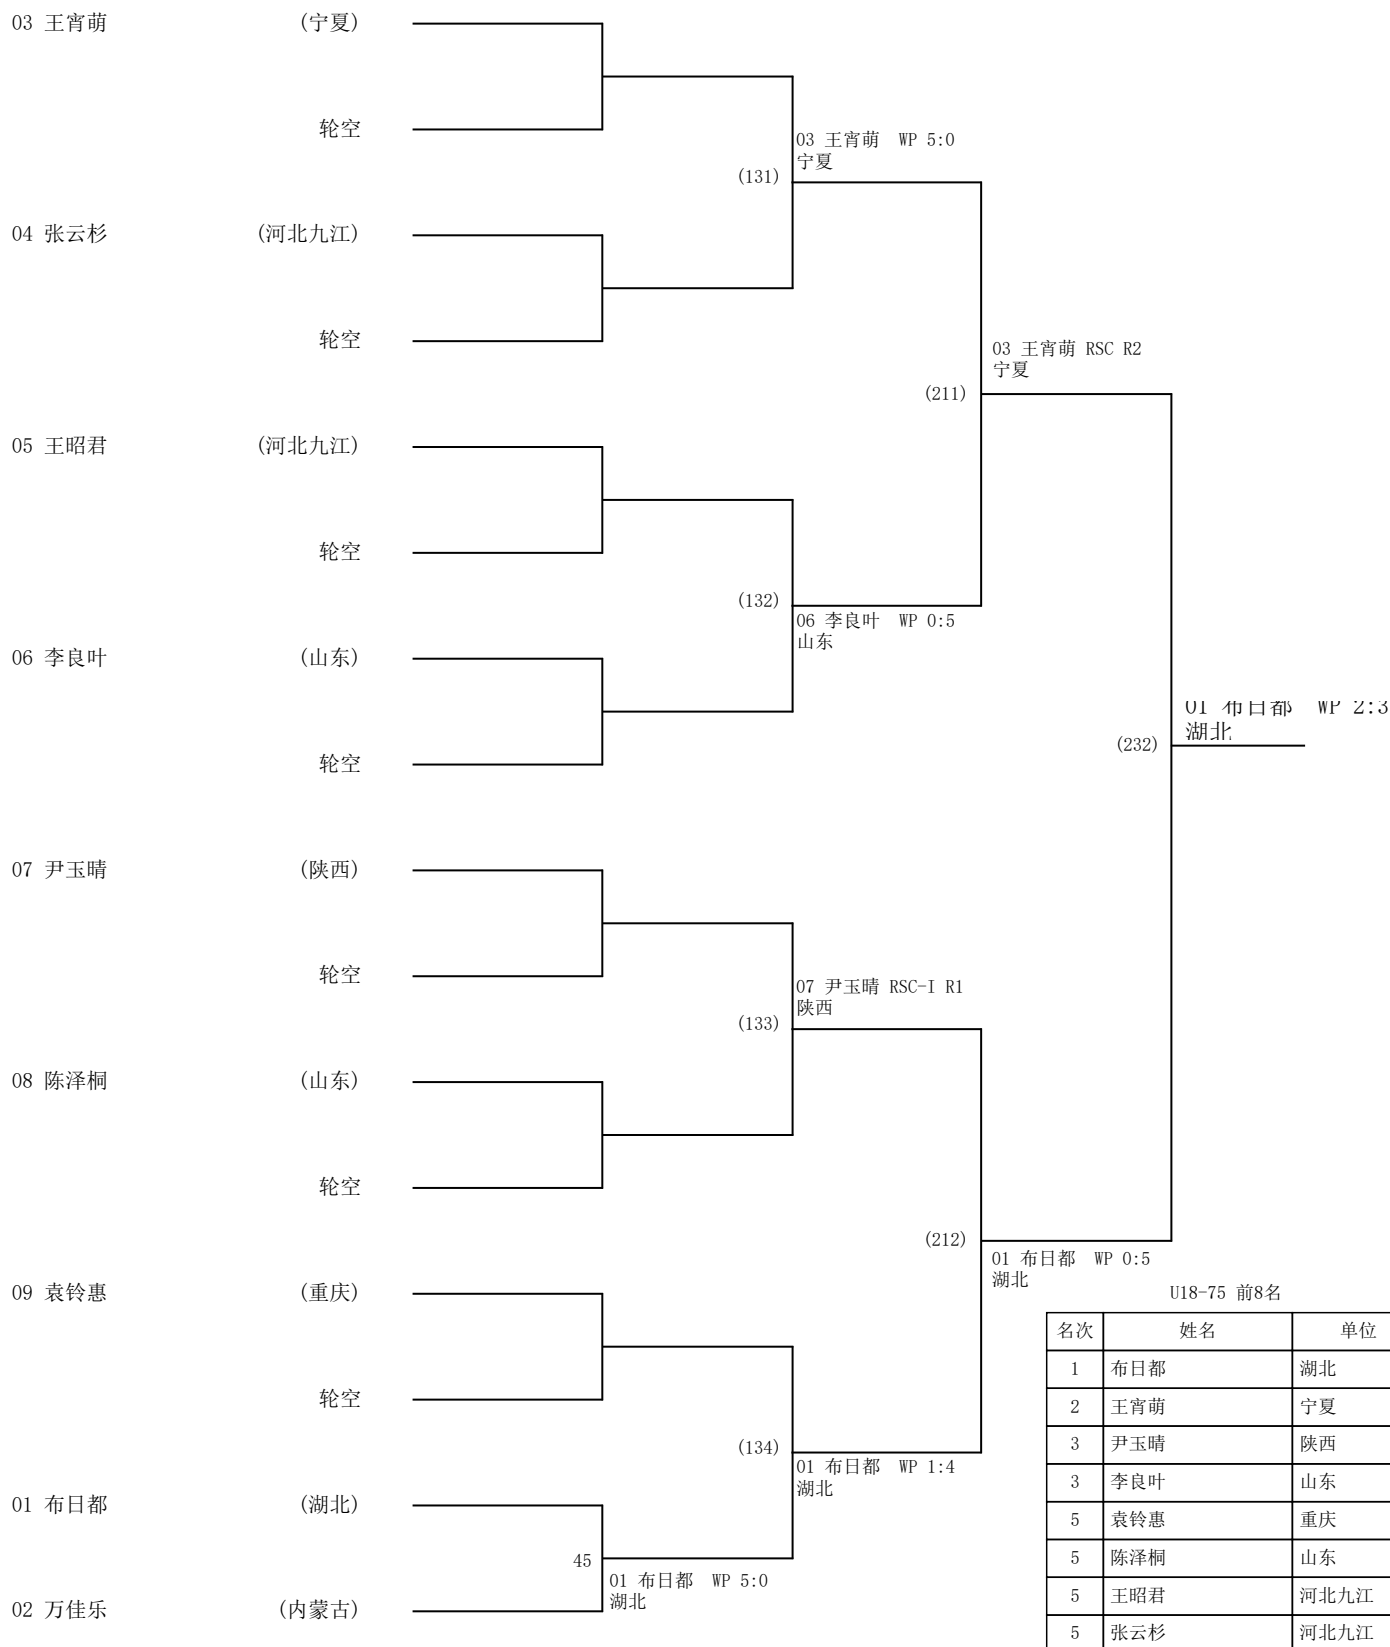 03 王宵萌 (宁夏)
轮空
03 王宵萌 WP 5:0
宁夏
(131)
04 张云杉 (河北九江)
轮空
03 王宵萌 RSC R2
宁夏
(211)
05 王昭君 (河北九江)
轮空
(132)
06 李良叶 WP 0:5
山东
06 李良叶 (山东)
轮空
01 布日都 WP 2:3
湖北
(232)
07 尹玉晴 (陕西)
轮空
07 尹玉晴 RSC-I R1
陕西
(133)
08 陈泽桐 (山东)
轮空
(212)
01 布日都 WP 0:5
湖北
09 袁铃惠 (重庆)
轮空
(134)
01 布日都 WP 1:4
湖北
01 布日都 (湖北)
45
01 布日都 WP 5:0
湖北
02 万佳乐 (内蒙古)
U18-75 前8名
名次 姓名 单位
1 布日都 湖北
2 王宵萌 宁夏
3 尹玉晴 陕西
3 李良叶 山东
5 袁铃惠 重庆
5 陈泽桐 山东
5 王昭君 河北九江
5 张云杉 河北九江